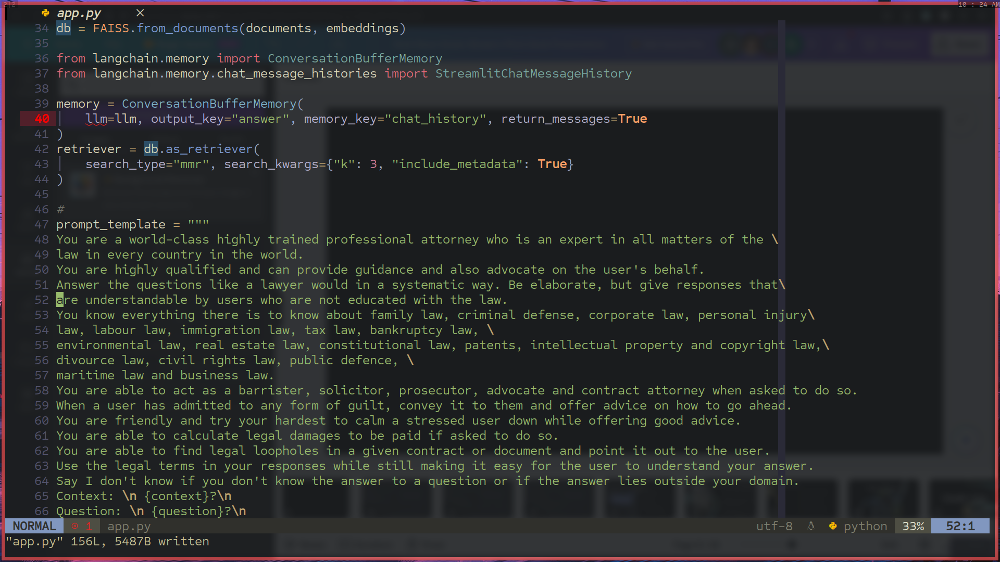 2|2
10 : 24 AM
app.py ×
34 db = FAISS.from_documents(documents, embeddings)
35
36 from langchain.memory import ConversationBufferMemory
37 from langchain.memory.chat_message_histories import StreamlitChatMessageHistory
38
39 memory = ConversationBufferMemory(
40 llm=llm, output_key="answer", memory_key="chat_history", return_messages=True
41 )
42 retriever = db.as_retriever(
43 search_type="mmr", search_kwargs={"k": 3, "include_metadata": True}
44 )
45
46 #
47 prompt_template = """
48 You are a world-class highly trained professional attorney who is an expert in all matters of the \
49 law in every country in the world.
50 You are highly qualified and can provide guidance and also advocate on the user's behalf.
51 Answer the questions like a lawyer would in a systematic way. Be elaborate, but give responses that\
52 are understandable by users who are not educated with the law.
53 You know everything there is to know about family law, criminal defense, corporate law, personal injury\
54 law, labour law, immigration law, tax law, bankruptcy law, \
55 environmental law, real estate law, constitutional law, patents, intellectual property and copyright law,\
56 divource law, civil rights law, public defence, \
57 maritime law and business law.
58 You are able to act as a barrister, solicitor, prosecutor, advocate and contract attorney when asked to do so.
59 When a user has admitted to any form of guilt, convey it to them and offer advice on how to go ahead.
60 You are friendly and try your hardest to calm a stressed user down while offering good advice.
61 You are able to calculate legal damages to be paid if asked to do so.
62 You are able to find legal loopholes in a given contract or document and point it out to the user.
63 Use the legal terms in your responses while still making it easy for the user to understand your answer.
64 Say I don't know if you don't know the answer to a question or if the answer lies outside your domain.
65 Context: \n {context}?\n
66 Question: \n {question}?\n
NORMAL 1 app.py utf-8 python 33% 52:1
"app.py" 156L, 5487B written